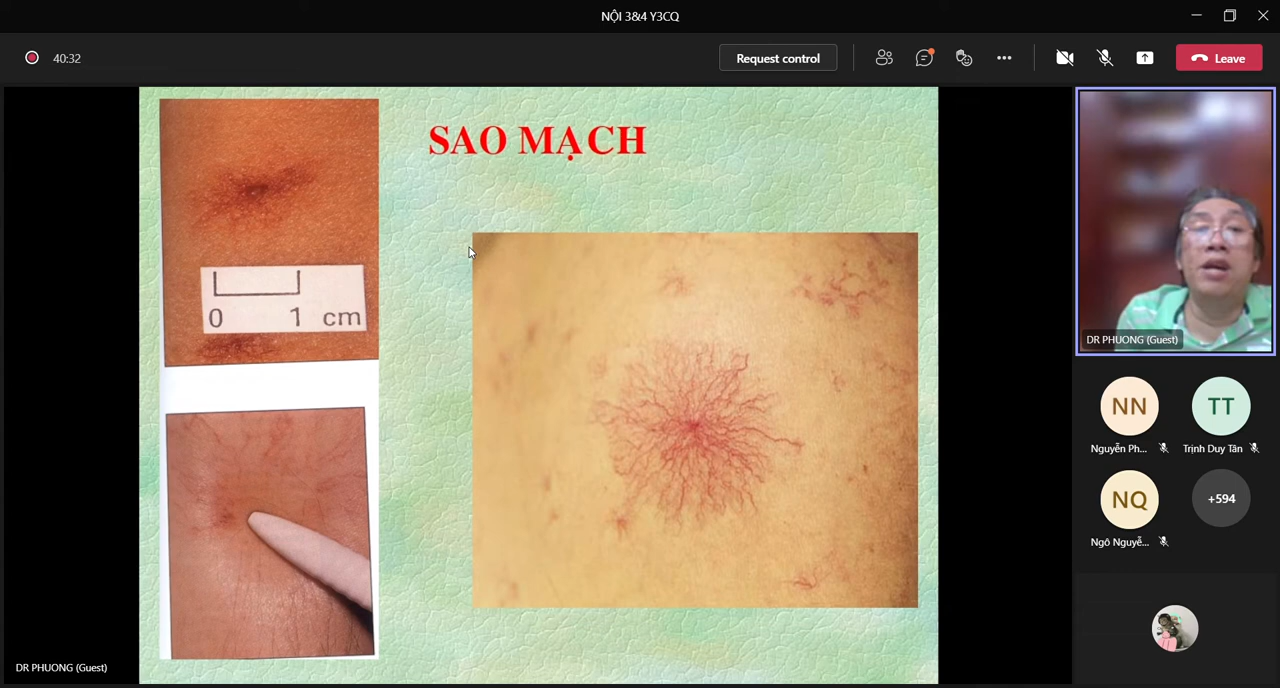 NỘI 3&4 Y3CQ
40:32
Request control
Leave
SAO MẠCH
0 1 cm
DR PHUONG (Guest)
NN
TT
Nguyễn Ph...
Trịnh Duy Tân
NQ
+594
Ngô Nguyễ...
DR PHUONG (Guest)